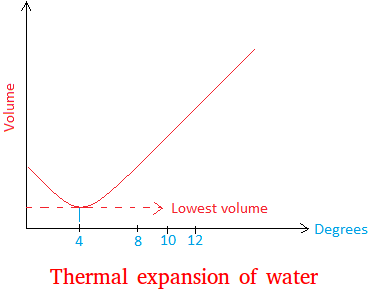 Volume
Lowest volume
Degrees
4
8
10
12
Thermal expansion of water